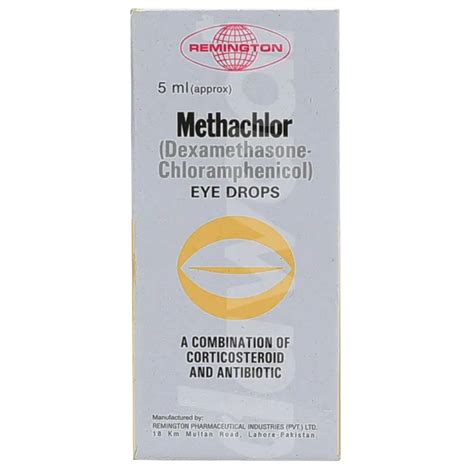 REMINGTON
5 ml (approx)
Methachlor
(Dexamethasone-
Chloramphenicol)
EYE DROPS
A COMBINATION OF
CORTICOSTEROID
AND ANTIBIOTIC
Manufactured by:
REMINGTON PHARMACEUTICAL INDUSTRIES (PVT.) LTD.
18 Km Multan Road, Lahore-Pakistan